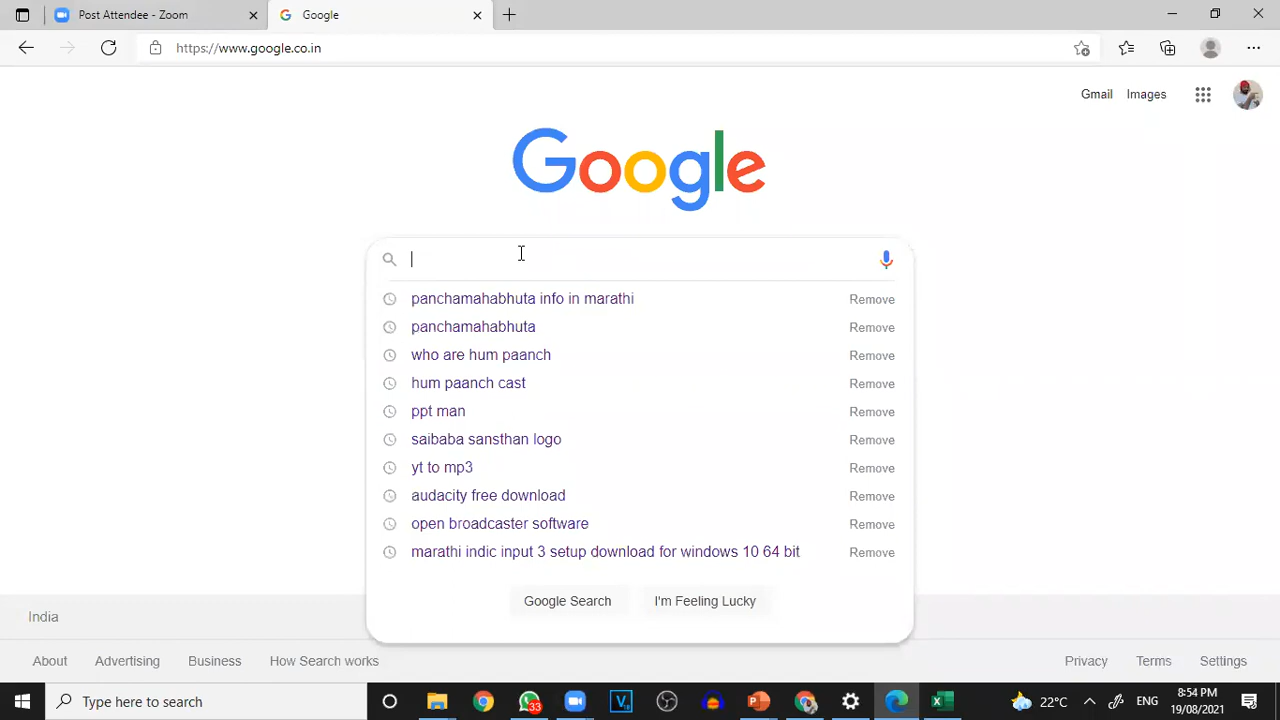 Post Attendee - Zoom
Google
https://www.google.co.in
Gmail Images
Google
panchamahabhuta info in marathi Remove
panchamahabhuta Remove
who are hum paanch Remove
hum paanch cast Remove
ppt man Remove
saibaba sansthan logo Remove
yt to mp3 Remove
audacity free download Remove
open broadcaster software Remove
marathi indic input 3 setup download for windows 10 64 bit Remove
Google Search I'm Feeling Lucky
India
About Advertising Business How Search works Privacy Terms Settings
Type here to search 33 22°C ENG 8:54 PM
19/08/2021